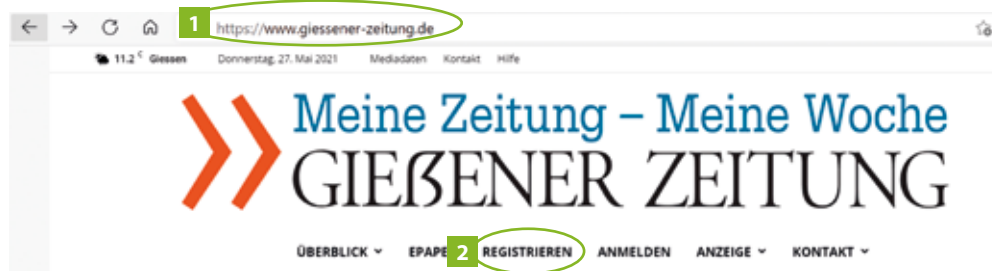 1 https://www.giessener-zeitung.de
11.2 C Giessen Donnerstag, 27. Mai 2021 Mediadaten Kontakt Hilfe
Meine Zeitung – Meine Woche
GIEẞENER ZEITUNG
ÜBERBLICK EPAPE 2 REGISTRIEREN ANMELDEN ANZEIGE KONTAKT